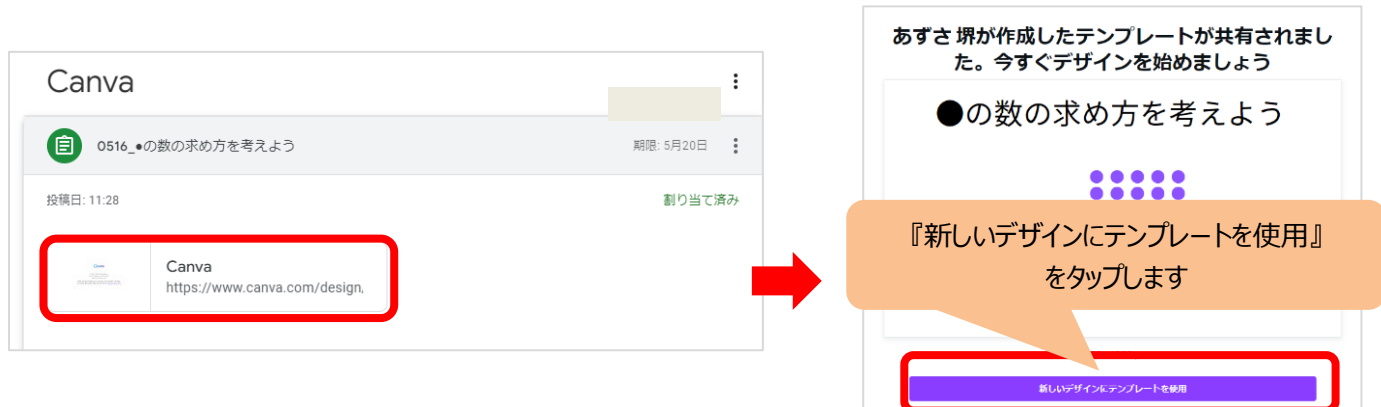 Canva
0516_●の数の求め方を考えよう
期限: 5月20日
投稿日: 11:28
割り当て済み
Canva
https://www.canva.com/design,
あずさ 堺が作成したテンプレートが共有されまし
た。今すぐデザインを始めましょう
●の数の求め方を考えよう
『新しいデザインにテンプレートを使用』
をタップします
新しいデザインにテンプレートを使用